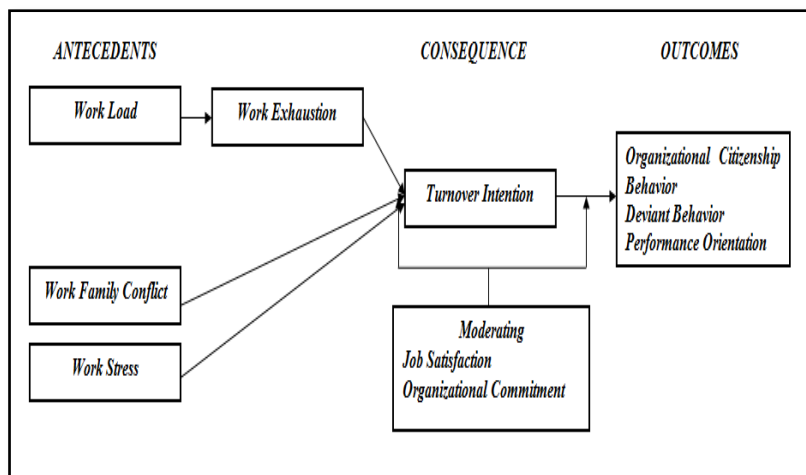 ANTECEDENTS
CONSEQUENCE
OUTCOMES
Work Load
Work Exhaustion
Organizational Citizenship
Behavior
Deviant Behavior
Performance Orientation
Turnover Intention
Work Family Conflict
Work Stress
Moderating
Job Satisfaction
Organizational Commitment